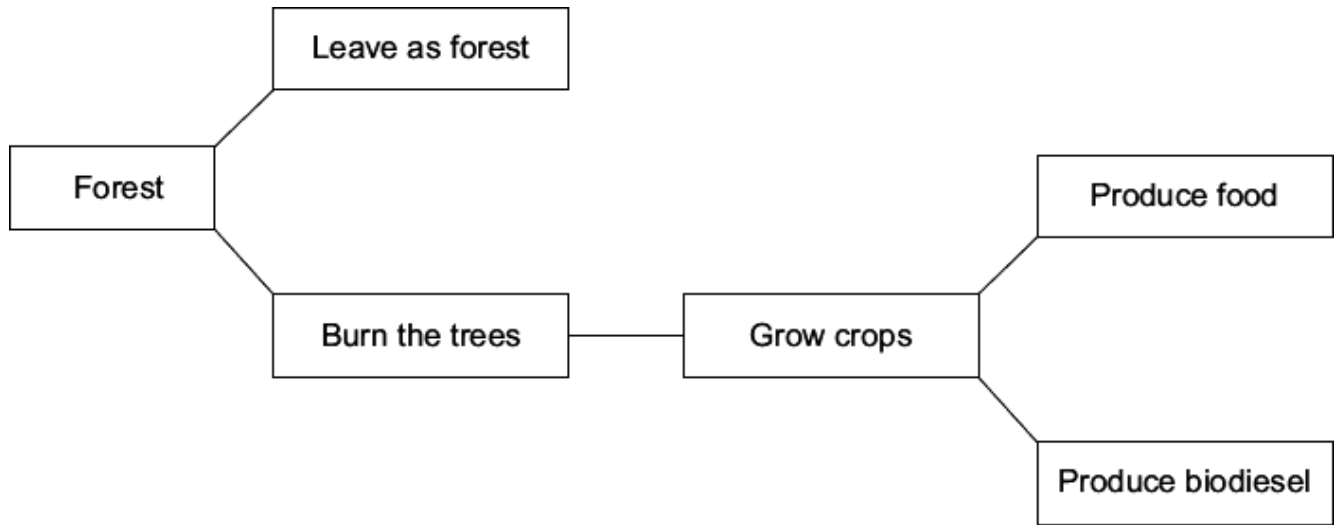 Leave as forest
Forest
Produce food
Burn the trees
Grow crops
Produce biodiesel